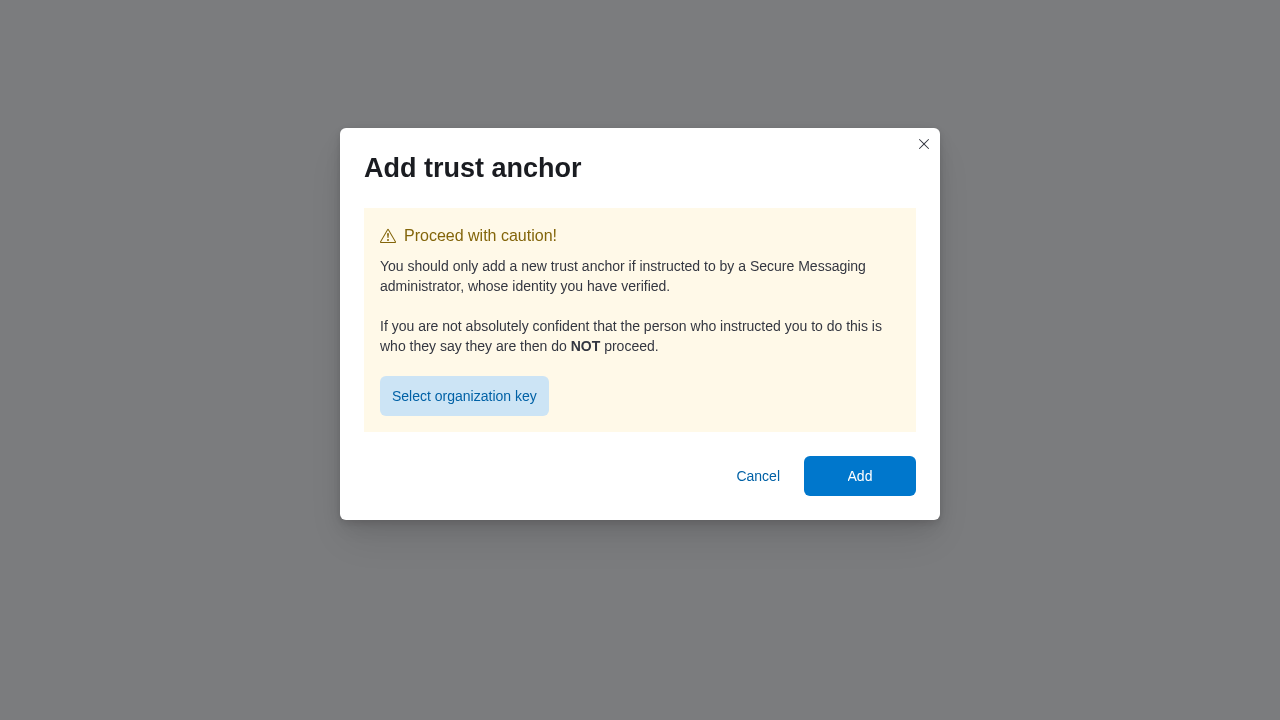 Add trust anchor
Proceed with caution!
You should only add a new trust anchor if instructed to by a Secure Messaging
administrator, whose identity you have verified.
If you are not absolutely confident that the person who instructed you to do this is
who they say they are then do NOT proceed.
Select organization key
Cancel
Add